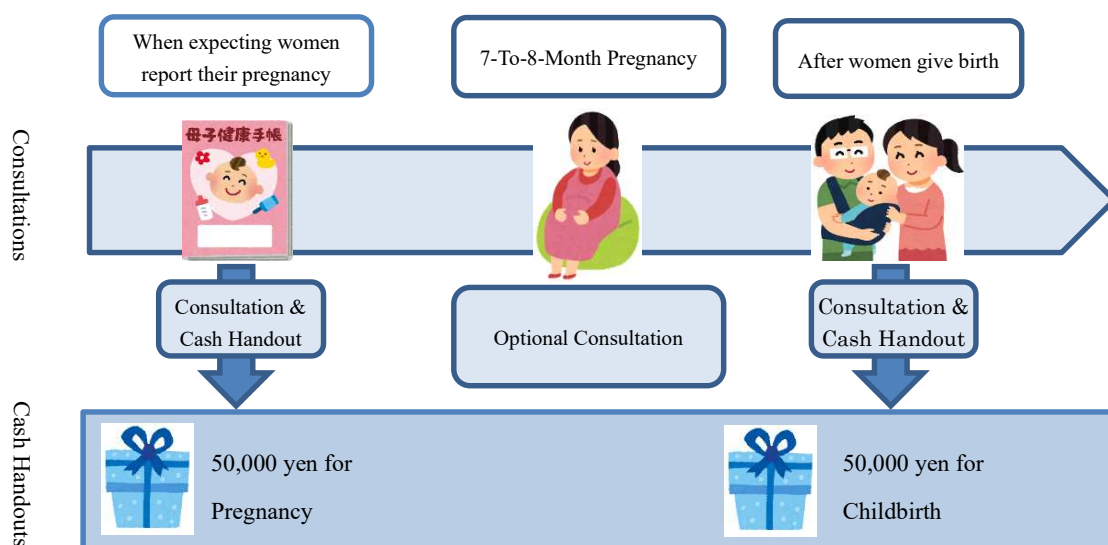 When expecting women
report their pregnancy
7-To-8-Month Pregnancy
After women give birth
Consultations
母子健康手帳
Consultation &
Cash Handout
Optional Consultation
Consultation &
Cash Handout
Cash Handouts
50,000 yen for
Pregnancy
50,000 yen for
Childbirth